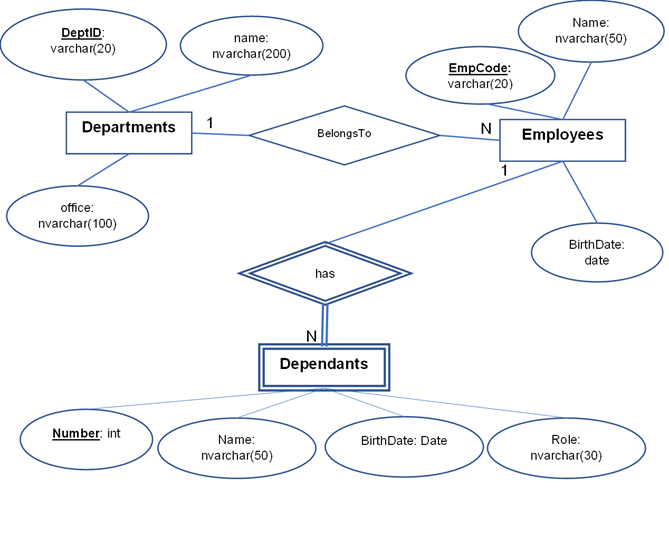 DeptID:
varchar(20)
name:
nvarchar(200)
Name:
nvarchar(50)
EmpCode:
varchar(20)
Departments
1
BelongsTo
N
Employees
1
office:
nvarchar(100)
BirthDate:
date
has
N
Dependants
Number: int
Name:
nvarchar(50)
BirthDate: Date
Role:
nvarchar(30)